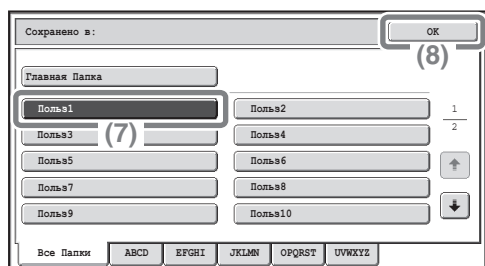 Сохранено в:
OK
(8)
Главная Папка
Польз1
Польз2
1
2
(7)
Польз3
Польз4
Польз5
Польз6
Польз7
Польз8
Польз9
Польз10
Все Папки ABCD EFGHI JKLMN OPQRST UVWXYZ